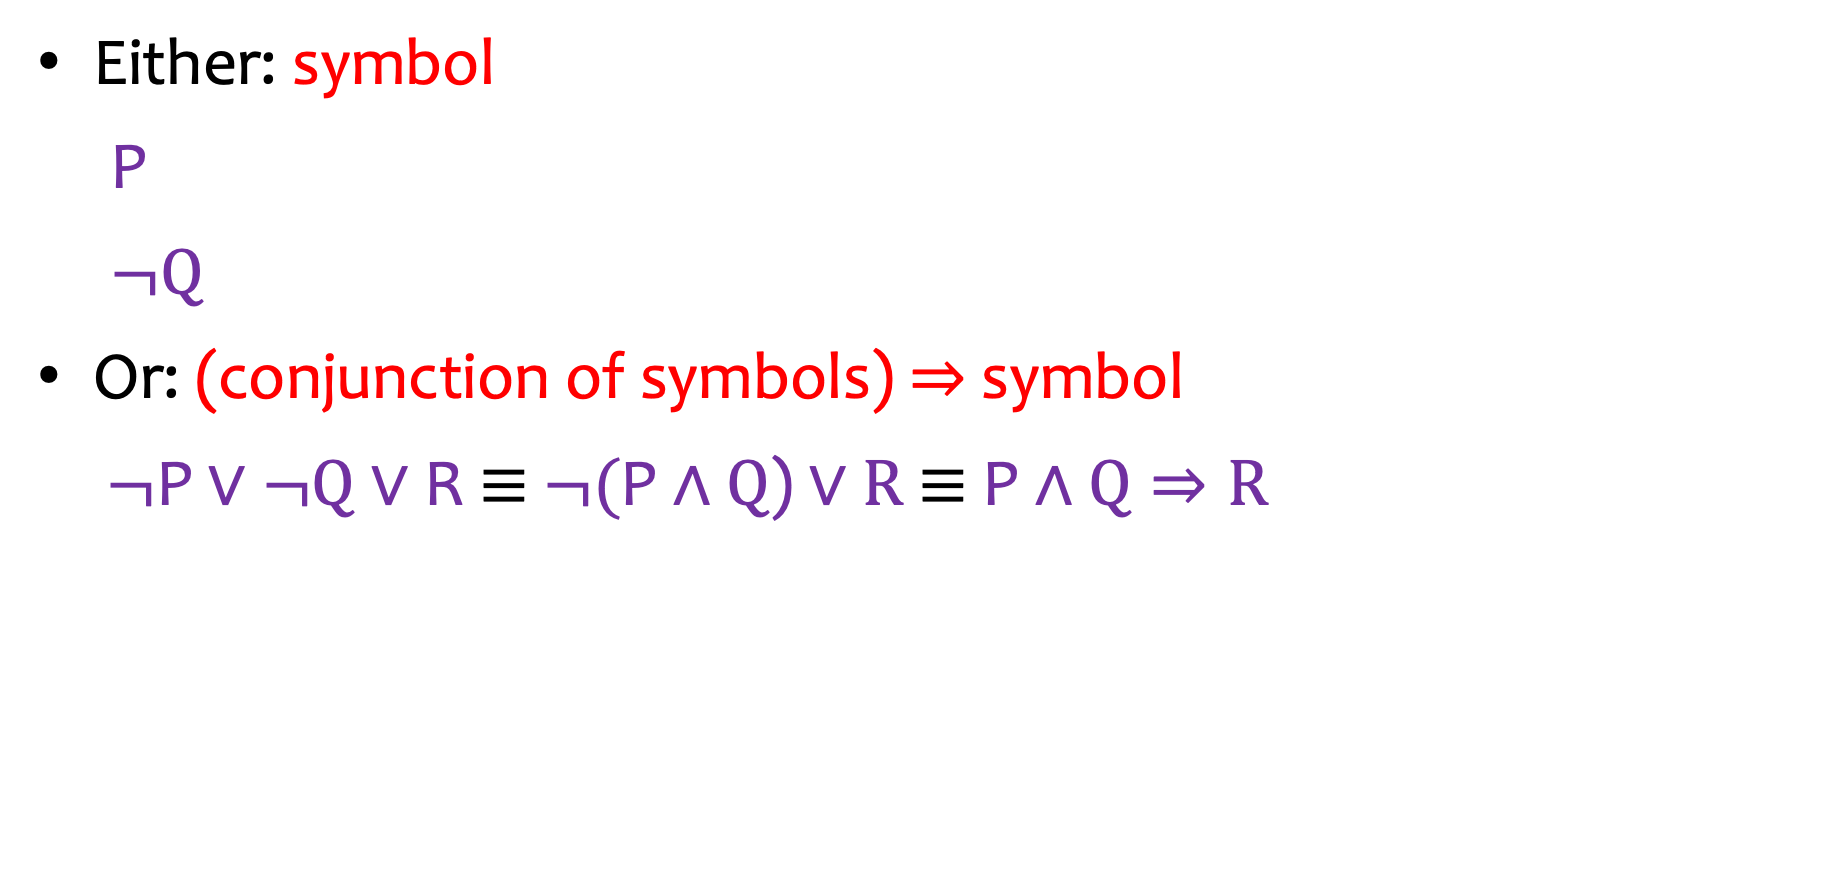 • Either: symbol
P
¬Q
• Or: (conjunction of symbols) ⇒ symbol
¬P ∨ ¬Q ∨ R ≡ ¬(P ∧ Q) ∨ R ≡ P ∧ Q ⇒ R